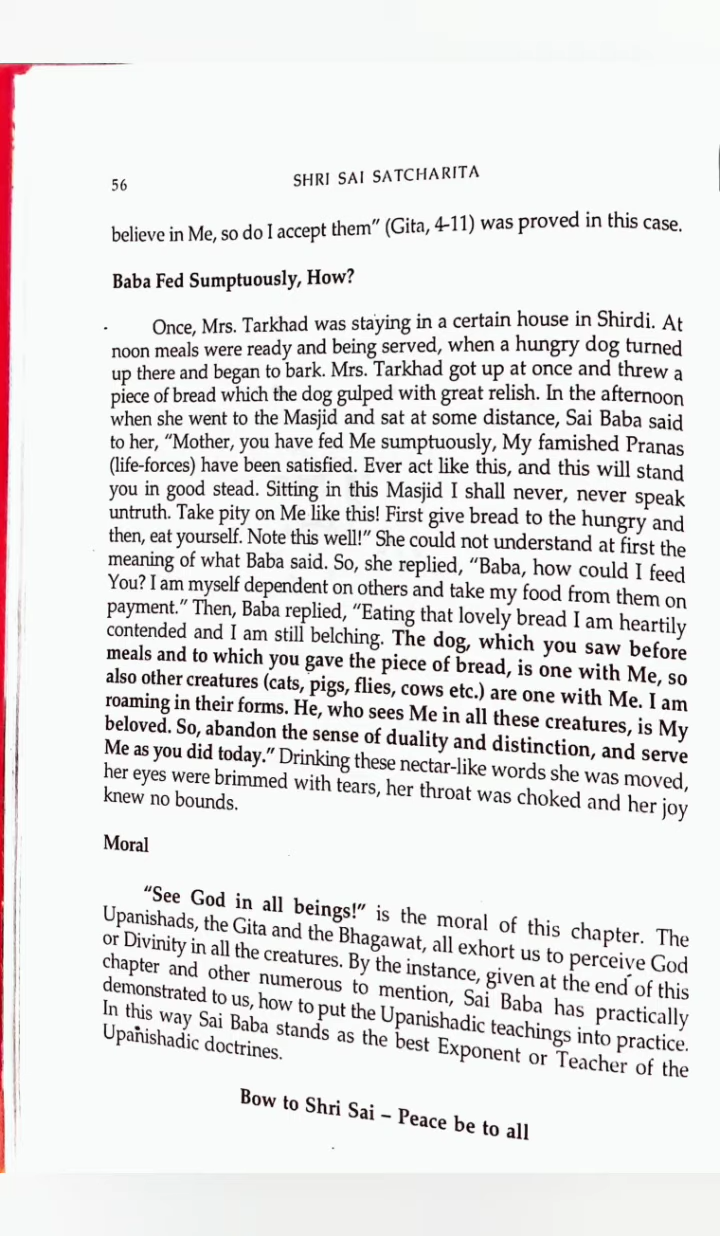 56
SHRI SAI SATCHARITA
believe in Me, so do I accept them" (Gita, 4-11) was proved in this case.
Baba Fed Sumptuously, How?
Once, Mrs. Tarkhad was staying in a certain house in Shirdi. At
noon meals were ready and being served, when a hungry dog turned
up there and began to bark. Mrs. Tarkhad got up at once and threw a
piece of bread which the dog gulped with great relish. In the afternoon
when she went to the Masjid and sat at some distance, Sai Baba said
to her, "Mother, you have fed Me sumptuously, My famished Pranas
(life-forces) have been satisfied. Ever act like this, and this will stand
you in good stead. Sitting in this Masjid I shall never, never speak
untruth. Take pity on Me like this! First give bread to the hungry and
then, eat yourself. Note this well!" She could not understand at first the
meaning of what Baba said. So, she replied, "Baba, how could I feed
You? I am myself dependent on others and take my food from them on
payment." Then, Baba replied, "Eating that lovely bread I am heartily
contended and I am still belching. The dog, which you saw before
meals and to which you gave the piece of bread, is one with Me, so
also other creatures (cats, pigs, flies, cows etc.) are one with Me. I am
roaming in their forms. He, who sees Me in all these creatures, is My
beloved. So, abandon the sense of duality and distinction, and serve
Me as you did today." Drinking these nectar-like words she was moved,
her eyes were brimmed with tears, her throat was choked and her joy
knew no bounds.
Moral
"See God in all beings!" is the moral of this chapter. The
Upanishads, the Gita and the Bhagawat, all exhort us to perceive God
or Divinity in all the creatures. By the instance, given at the end of this
chapter and other numerous to mention, Sai Baba has practically
demonstrated to us, how to put the Upanishadic teachings into practice.
In this way Sai Baba stands as the best Exponent or Teacher of the
Upanishadic doctrines.
Bow to Shri Sai – Peace be to all